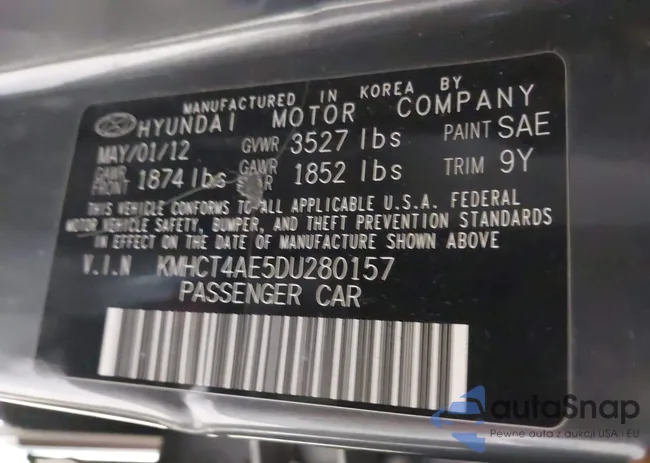 MANUFACTURED IN KOREA BY
HYUNDAI MOTOR COMPANY
MAY/01/12 GVWR 3527 lbs PAINT SAE
GAWR FRONT 1874 lbs GAWR 1852 lbs TRIM 9Y
THIS VEHICLE CONFORMS TO ALL APPLICABLE U.S.A. FEDERAL
MOTOR VEHICLE SAFETY, BUMPER, AND THEFT PREVENTION STANDARDS
IN EFFECT ON THE DATE OF MANUFACTURE SHOWN ABOVE
V.I.N KMHCT4AE5DU280157
PASSENGER CAR
autaSnap
Pewne auta z aukcji USA - EU